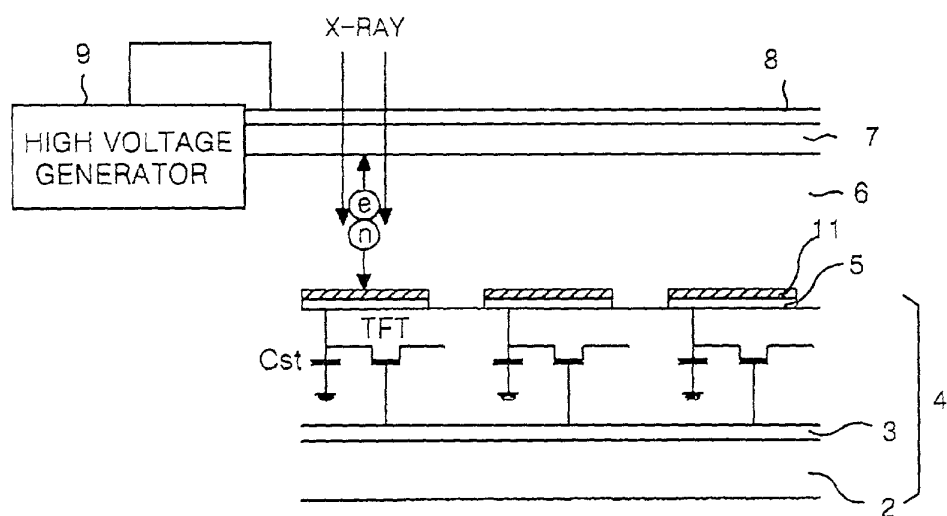 X-RAY
9
8
HIGH VOLTAGE
GENERATOR
7
e
6
n
11
5
TFT
Cst
4
3
2